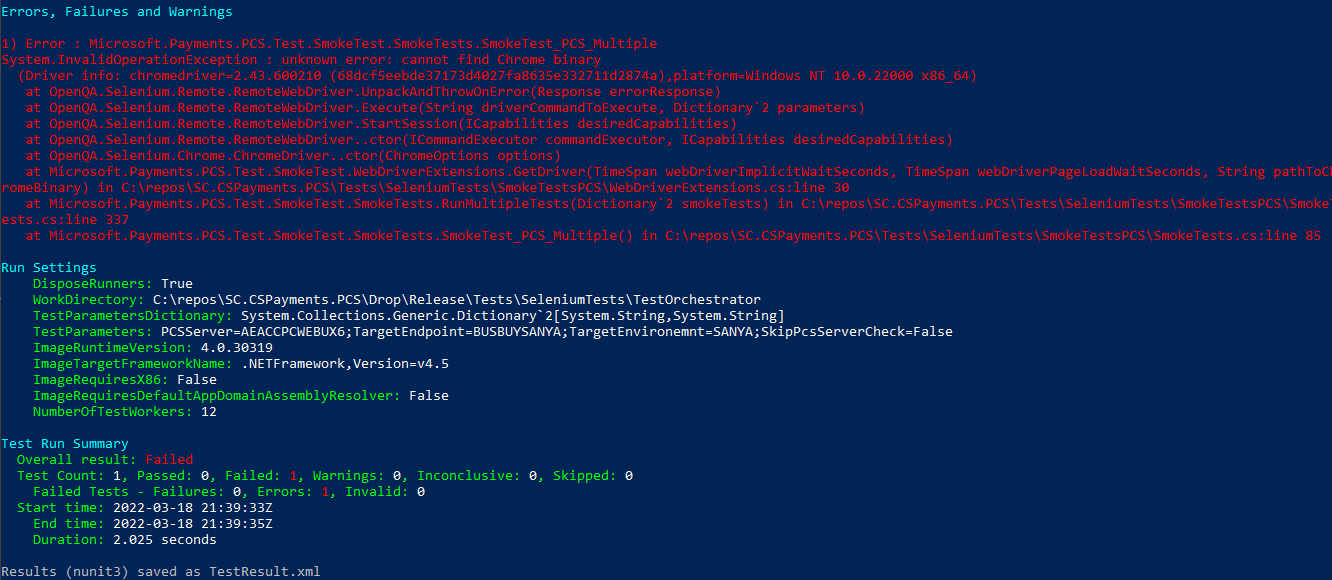 Errors, Failures and Warnings
1) Error : Microsoft.Payments.PCS.Test.SmokeTest.SmokeTests.SmokeTest_PCS_Multiple
System.InvalidOperationException : unknown error: cannot find Chrome binary
(Driver info: chromedriver=2.43.600210 (68dcf5eebde37173d4027fa8635e332711d2874a),platform=Windows NT 10.0.22000 x86_64)
at OpenQA.Selenium.Remote.RemoteWebDriver.UnpackAndThrowOnError(Response errorResponse)
at OpenQA.Selenium.Remote.RemoteWebDriver.Execute(String driverCommandToExecute, Dictionary`2 parameters)
at OpenQA.Selenium.Remote.RemoteWebDriver.StartSession(ICapabilities desiredCapabilities)
at OpenQA.Selenium.Remote.RemoteWebDriver..ctor(ICommandExecutor commandExecutor, ICapabilities desiredCapabilities)
at OpenQA.Selenium.Chrome.ChromeDriver..ctor(ChromeOptions options)
at Microsoft.Payments.PCS.Test.SmokeTest.WebDriverExtensions.GetDriver(TimeSpan webDriverImplicitWaitSeconds, TimeSpan webDriverPageLoadWaitSeconds, String pathToCh
romeBinary) in C:\repos\SC.CSPayments.PCS\Tests\SeleniumTests\SmokeTestsPCS\WebDriverExtensions.cs:line 30
at Microsoft.Payments.PCS.Test.SmokeTest.SmokeTests.RunMultipleTests(Dictionary`2 smokeTests) in C:\repos\SC.CSPayments.PCS\Tests\SeleniumTests\SmokeTestsPCS\SmokeT
ests.cs:line 337
at Microsoft.Payments.PCS.Test.SmokeTest.SmokeTests.SmokeTest_PCS_Multiple() in C:\repos\SC.CSPayments.PCS\Tests\SeleniumTests\SmokeTestsPCS\SmokeTests.cs:line 85
Run Settings
DisposeRunners: True
WorkDirectory: C:\repos\SC.CSPayments.PCS\Drop\Release\Tests\SeleniumTests\TestOrchestrator
TestParametersDictionary: System.Collections.Generic.Dictionary`2[System.String,System.String]
TestParameters: PCSServer=AEACCPCWEBUX6;TargetEndpoint=BUSBUYSANYA;TargetEnvironemnt=SANYA;SkipPcsServerCheck=False
ImageRuntimeVersion: 4.0.30319
ImageTargetFrameworkName: .NETFramework,Version=v4.5
ImageRequiresX86: False
ImageRequiresDefaultAppDomainAssemblyResolver: False
NumberOfTestWorkers: 12
Test Run Summary
Overall result: Failed
Test Count: 1, Passed: 0, Failed: 1, Warnings: 0, Inconclusive: 0, Skipped: 0
Failed Tests - Failures: 0, Errors: 1, Invalid: 0
Start time: 2022-03-18 21:39:33Z
End time: 2022-03-18 21:39:35Z
Duration: 2.025 seconds
Results (nunit3) saved as TestResult.xml